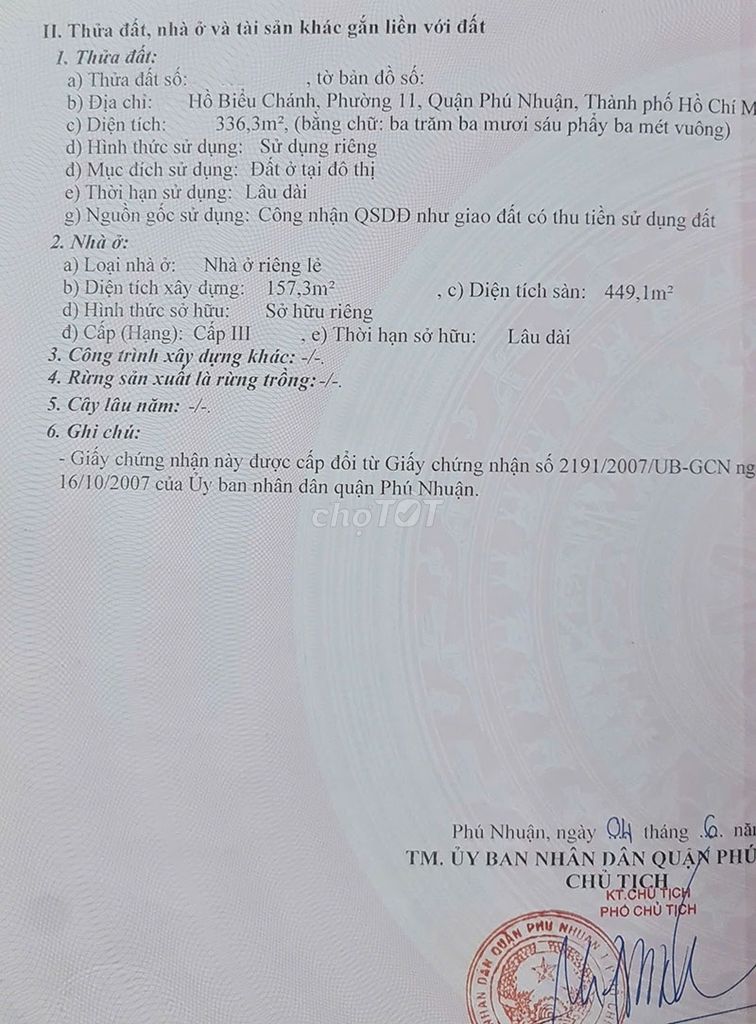 II. Thửa đất, nhà ở và tài sản khác gắn liền với đất
1. Thửa đất:
a) Thửa đất số: , tờ bản đồ số:
b) Địa chỉ: Hồ Biểu Chánh, Phường 11, Quận Phú Nhuận, Thành phố Hồ Chí M
c) Diện tích: 336,3m², (bằng chữ: ba trăm ba mươi sáu phẩy ba mét vuông)
d) Hình thức sử dụng: Sử dụng riêng
đ) Mục đích sử dụng: Đất ở tại đô thị
e) Thời hạn sử dụng: Lâu dài
g) Nguồn gốc sử dụng: Công nhận QSDĐ như giao đất có thu tiền sử dụng đất
2. Nhà ở:
a) Loại nhà ở: Nhà ở riêng lẻ
b) Diện tích xây dựng: 157,3m² , c) Diện tích sàn: 449,1m²
d) Hình thức sở hữu: Sở hữu riêng
đ) Cấp (Hạng): Cấp III , e) Thời hạn sở hữu: Lâu dài
3. Công trình xây dựng khác: -/-.
4. Rừng sản xuất là rừng trồng: -/-.
5. Cây lâu năm: -/-.
6. Ghi chú:
- Giấy chứng nhận này được cấp đổi từ Giấy chứng nhận số 2191/2007/UB-GCN ng
16/10/2007 của Ủy ban nhân dân quận Phú Nhuận.
chợTỐT
Phú Nhuận, ngày 04 tháng .6. nă
TM. ỦY BAN NHÂN DÂN QUẬN PHÚ
CHỦ TỊCH
KT.CHỦ TỊCH
PHÓ CHỦ TỊCH
NHÂN DÂN QUẬN PHÚ NHUẬN